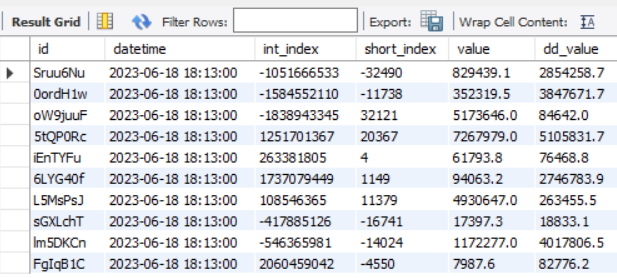 Result Grid Filter Rows: Export: Wrap Cell Content: IA
id datetime int_index short_index value dd_value
Sruu6Nu 2023-06-18 18:13:00 -1051666533 -32490 829439.1 2854258.7
0ordH1w 2023-06-18 18:13:00 -1584552110 -11738 352319.5 3847671.7
oW9juuF 2023-06-18 18:13:00 -1838943345 32121 5173646.0 84642.0
5tQP0Rc 2023-06-18 18:13:00 1251701367 20367 7267979.0 5105831.7
iEnTYFu 2023-06-18 18:13:00 263381805 4 61793.8 76468.8
6LYG40f 2023-06-18 18:13:00 1737079449 1149 94063.2 2746783.9
L5MsPsJ 2023-06-18 18:13:00 108546365 11379 4930647.0 263455.5
sGXLchT 2023-06-18 18:13:00 -417885126 -16741 17397.3 18833.1
lm5DKCn 2023-06-18 18:13:00 -546365981 -14024 1172277.0 4017806.5
FgIqB1C 2023-06-18 18:13:00 2060459042 -4550 7987.6 82776.2